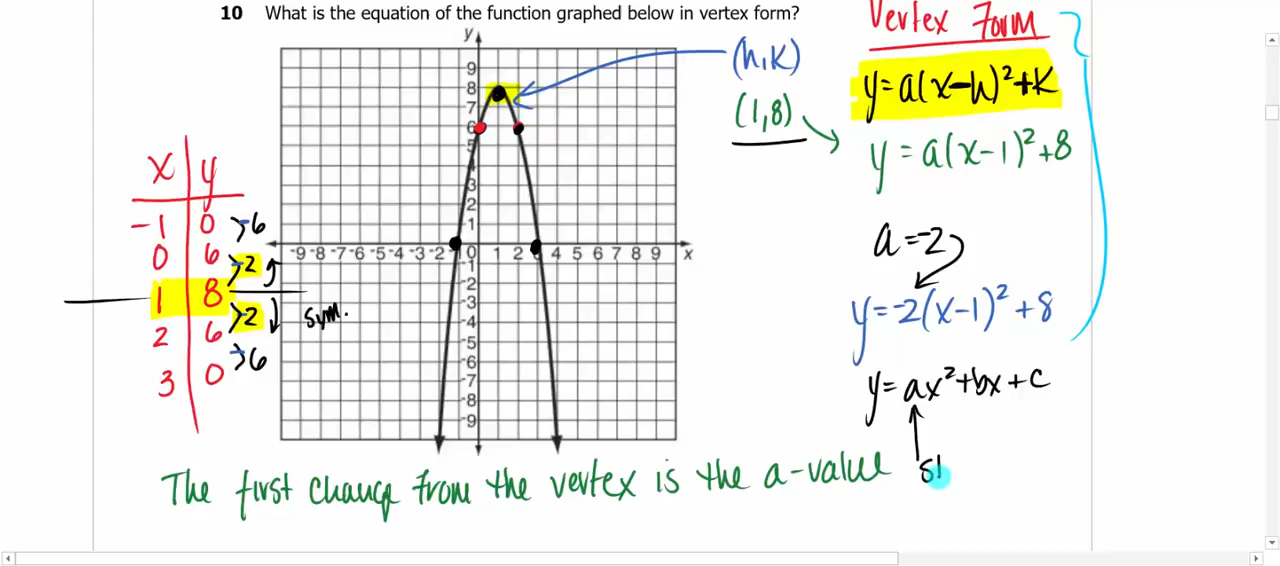 10 What is the equation of the function graphed below in vertex form?
Vertex Form
y = a(x-h)² + k
(h,k)
(1,8)
y = a(x-1)² + 8
a = -2
y = -2(x-1)² + 8
y = ax² + bx + c
x y
-1 0 >-6
0 6 >-2
1 8
2 6 >-2
3 0 >-6
sym.
y
9
8
7
6
5
4
3
2
1
-9 -8 -7 -6 -5 -4 -3 -2 0 1 2 3 4 5 6 7 8 9 x
-1
-2
-3
-4
-5
-6
-7
-8
-9
The first change from the vertex is the a-value